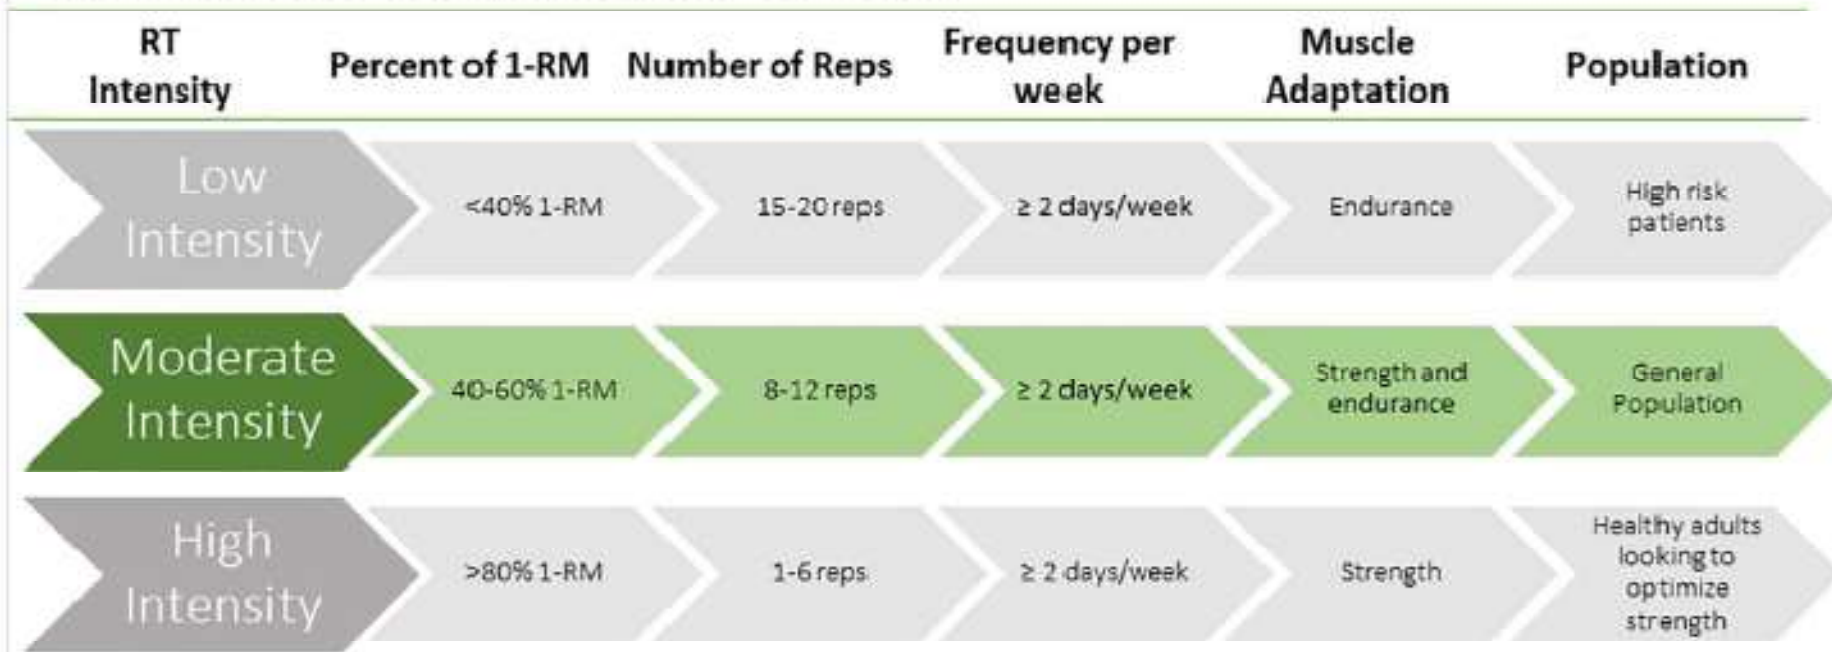 RT
Intensity
Percent of 1-RM
Number of Reps
Frequency per
week
Muscle
Adaptation
Population
Low
Intensity
<40% 1-RM
15-20 reps
≥ 2 days/week
Endurance
High risk
patients
Moderate
Intensity
40-60% 1-RM
8-12 reps
≥ 2 days/week
Strength and
endurance
General
Population
High
Intensity
>80% 1-RM
1-6 reps
≥ 2 days/week
Strength
Healthy adults
looking to
optimize
strength